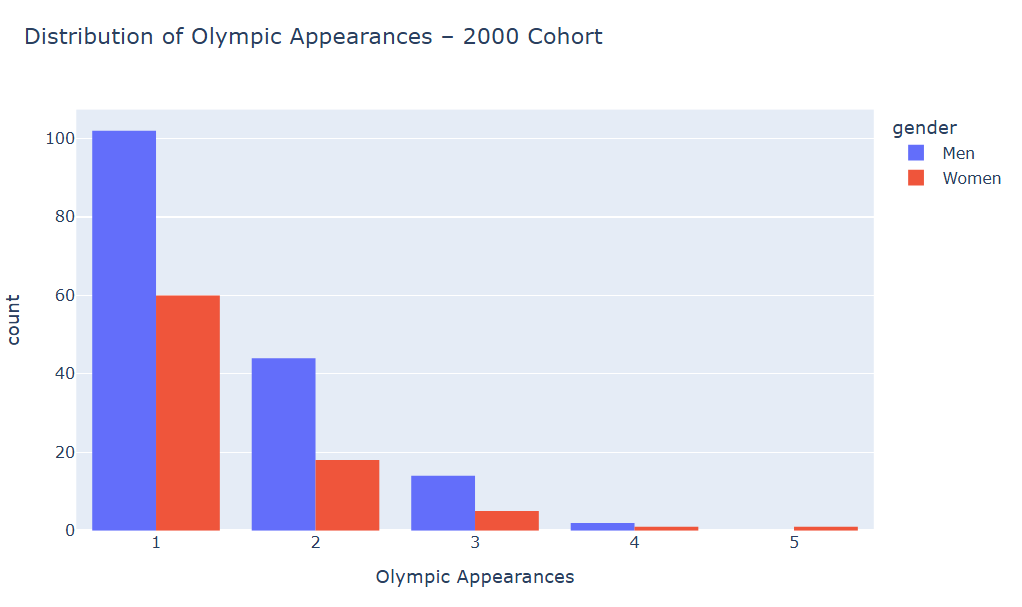 Distribution of Olympic Appearances – 2000 Cohort
gender
Men
Women
count
100
80
60
40
20
0
1 2 3 4 5
Olympic Appearances